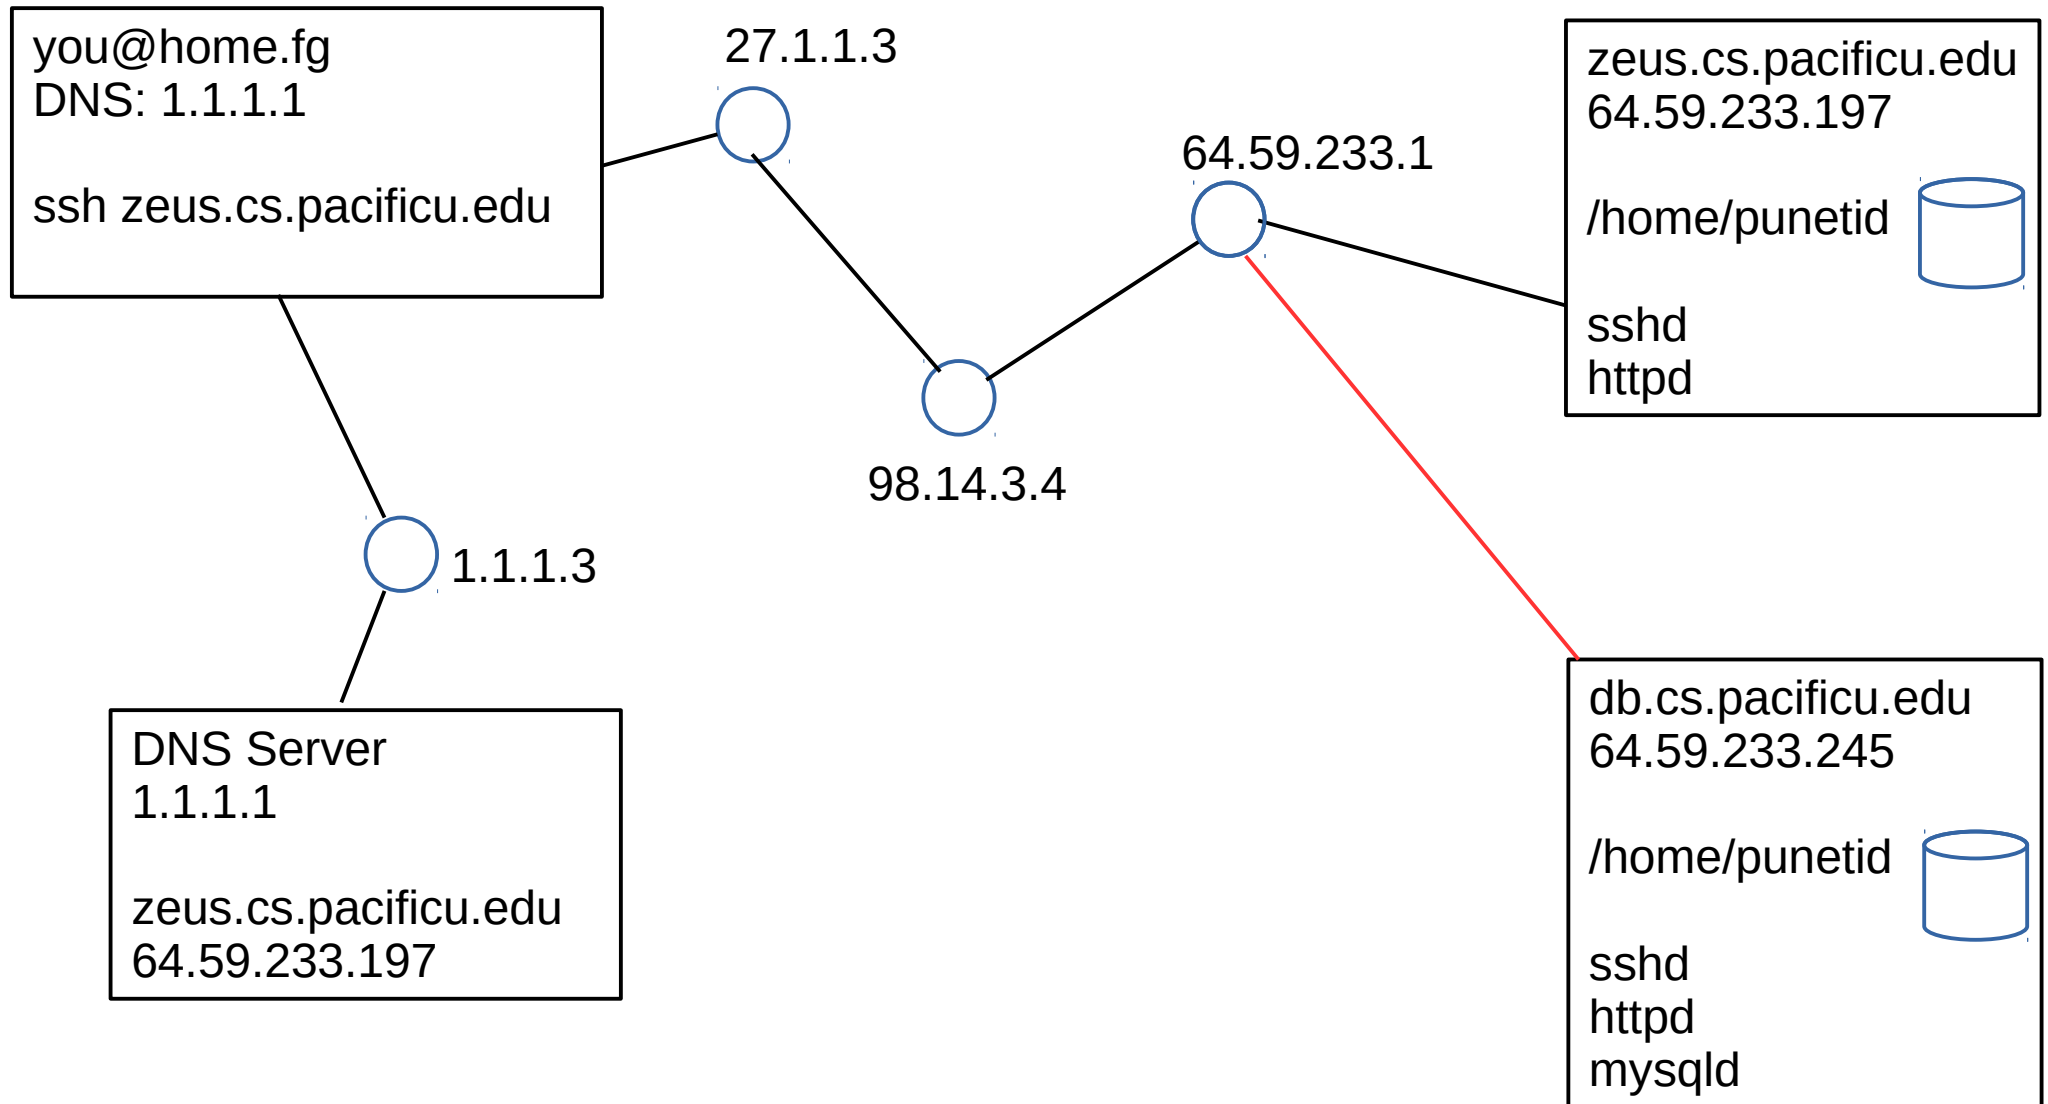 you@home.fg
DNS: 1.1.1.1
ssh zeus.cs.pacificu.edu
27.1.1.3
64.59.233.1
98.14.3.4
zeus.cs.pacificu.edu
64.59.233.197
/home/punetid
sshd
httpd
1.1.1.3
DNS Server
1.1.1.1
zeus.cs.pacificu.edu
64.59.233.197
db.cs.pacificu.edu
64.59.233.245
/home/punetid
sshd
httpd
mysqld